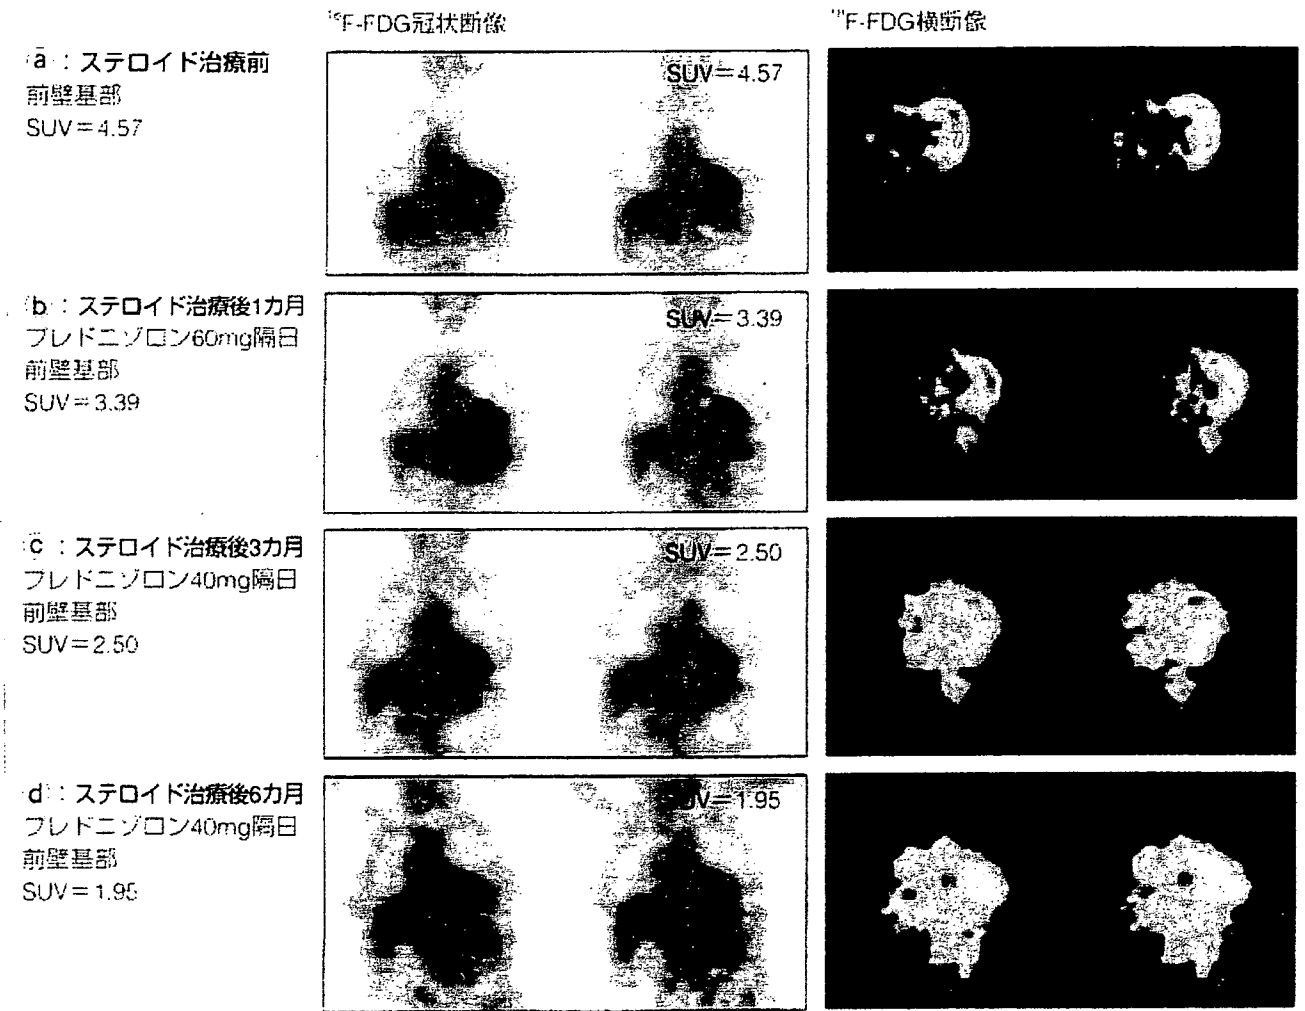 ¹⁸F-FDG冠状断像
¹⁸F-FDG横断像
a:ステロイド治療前
前壁基部
SUV=4.57
SUV=4.57
b:ステロイド治療後1カ月
プレドニゾロン60mg隔日
前壁基部
SUV=3.39
SUV=3.39
c:ステロイド治療後3カ月
プレドニゾロン40mg隔日
前壁基部
SUV=2.50
SUV=2.50
d:ステロイド治療後6カ月
プレドニゾロン40mg隔日
前壁基部
SUV=1.95
SUV=1.95